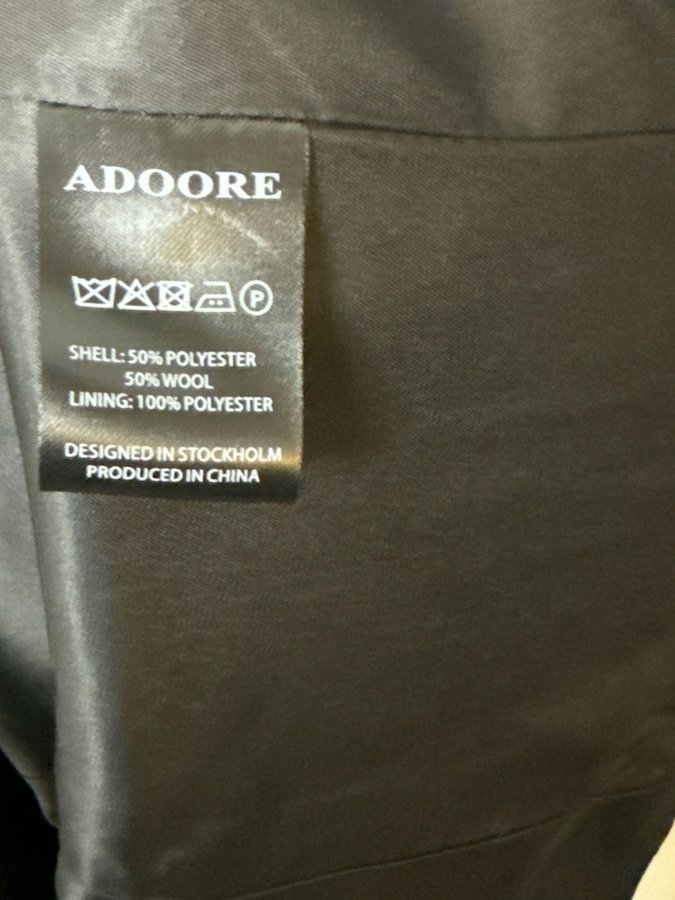 ADOORE
P
SHELL: 50% POLYESTER
50% WOOL
LINING: 100% POLYESTER
DESIGNED IN STOCKHOLM
PRODUCED IN CHINA